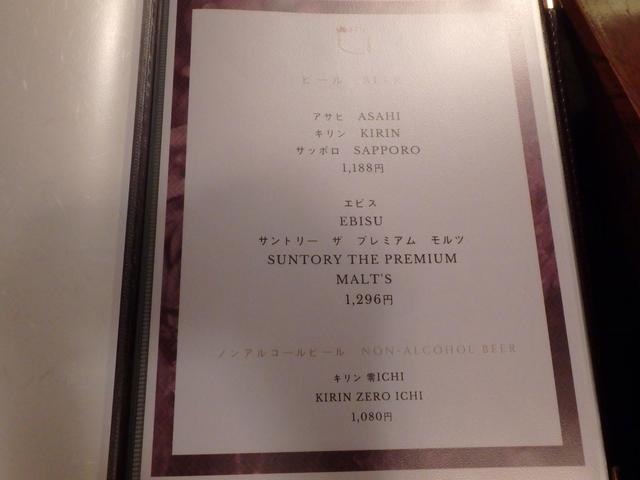 ビール BEER
アサヒ ASAHI
キリン KIRIN
サッポロ SAPPORO
1,188円
エビス
EBISU
サントリー ザ プレミアム モルツ
SUNTORY THE PREMIUM
MALT'S
1,296円
ノンアルコールビール NON-ALCOHOL BEER
キリン 零ICHI
KIRIN ZERO ICHI
1,080円